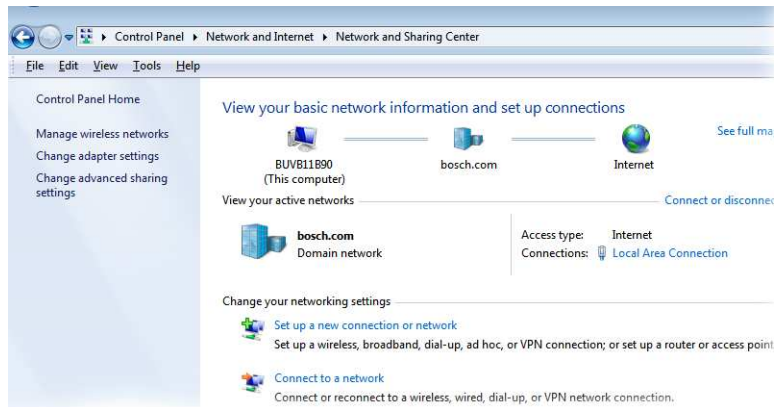 Control Panel ▸ Network and Internet ▸ Network and Sharing Center
File Edit View Tools Help
Control Panel Home
Manage wireless networks
Change adapter settings
Change advanced sharing
settings
View your basic network information and set up connections
See full ma
BUVB11B90
(This computer)
bosch.com
Internet
View your active networks
Connect or disconnec
bosch.com
Domain network
Access type: Internet
Connections: Local Area Connection
Change your networking settings
Set up a new connection or network
Set up a wireless, broadband, dial-up, ad hoc, or VPN connection; or set up a router or access point
Connect to a network
Connect or reconnect to a wireless, wired, dial-up, or VPN network connection.